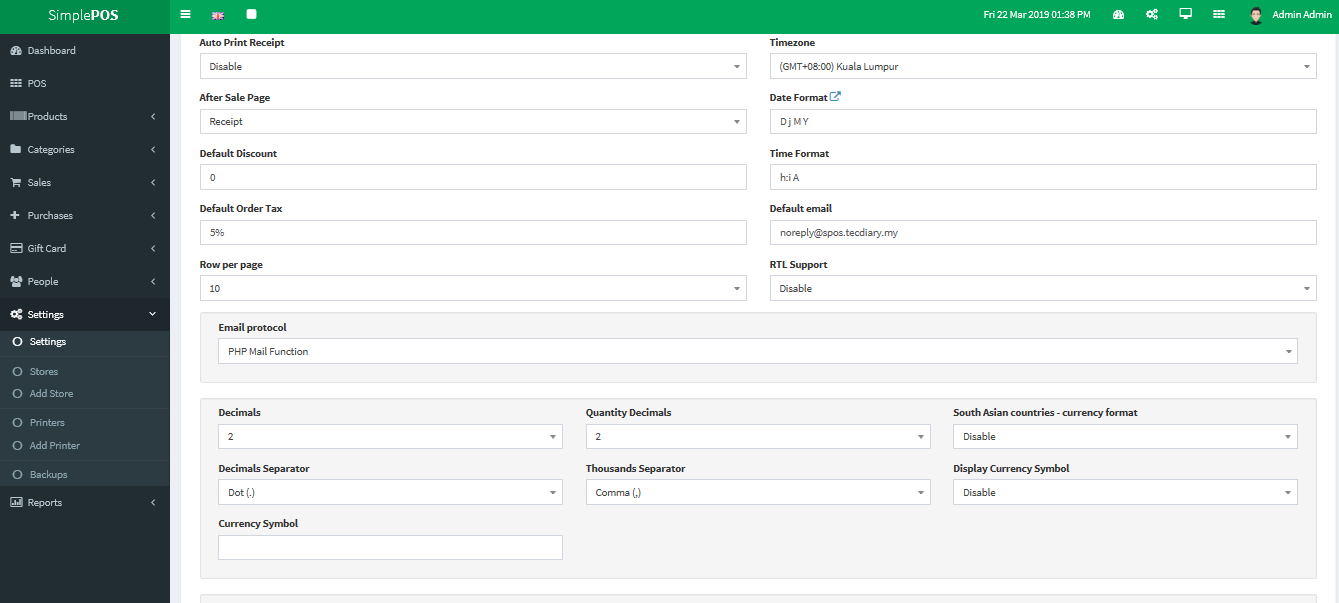 SimplePOS
Fri 22 Mar 2019 01:38 PM
Admin Admin
Dashboard
POS
Products
Categories
Sales
Purchases
Gift Card
People
Settings
Settings
Stores
Add Store
Printers
Add Printer
Backups
Reports
Auto Print Receipt
Disable
Timezone
(GMT+08:00) Kuala Lumpur
After Sale Page
Receipt
Date Format
D j M Y
Default Discount
0
Time Format
h:i A
Default Order Tax
5%
Default email
noreply@spos.tecdiary.my
Row per page
10
RTL Support
Disable
Email protocol
PHP Mail Function
Decimals
2
Quantity Decimals
2
South Asian countries - currency format
Disable
Decimals Separator
Dot (.)
Thousands Separator
Comma (,)
Display Currency Symbol
Disable
Currency Symbol